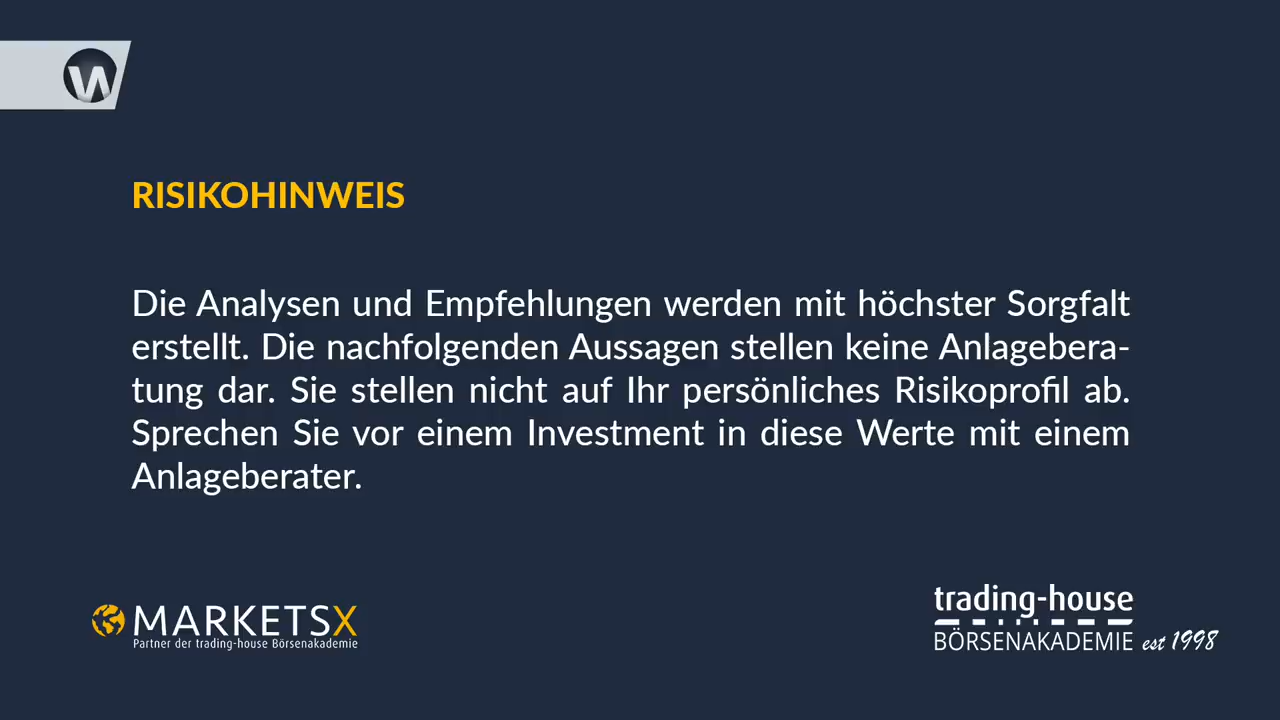 W
RISIKOHINWEIS
Die Analysen und Empfehlungen werden mit höchster Sorgfalt
erstellt. Die nachfolgenden Aussagen stellen keine Anlagebera-
tung dar. Sie stellen nicht auf Ihr persönliches Risikoprofil ab.
Sprechen Sie vor einem Investment in diese Werte mit einem
Anlageberater.
MARKETSX
Partner der trading-house Börsenakademie
trading-house
BÖRSENAKADEMIE est 1998